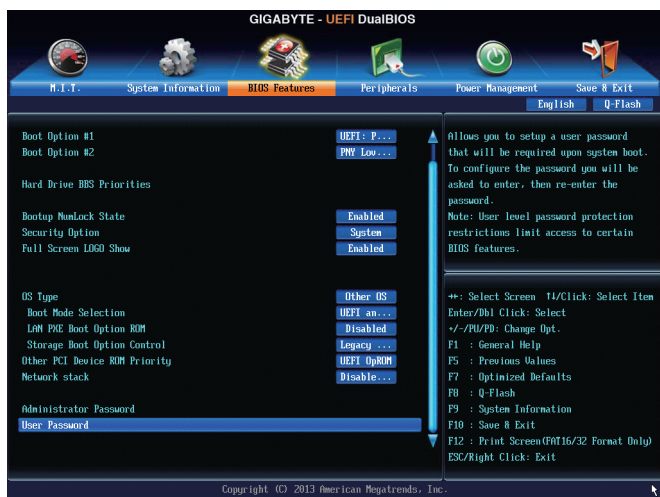 GIGABYTE - UEFI DualBIOS
M.I.T. System Information BIOS Features Peripherals Power Management Save & Exit
English Q-Flash
Boot Option #1 UEFI: P...
Boot Option #2 PNY Lov...
Hard Drive BBS Priorities
Bootup NumLock State Enabled
Security Option System
Full Screen LOGO Show Enabled
OS Type Other OS
Boot Mode Selection UEFI an...
LAN PXE Boot Option ROM Disabled
Storage Boot Option Control Legacy ...
Other PCI Device ROM Priority UEFI OpROM
Network stack Disable...
Administrator Password
User Password
Allows you to setup a user password
that will be required upon system boot.
To configure the password you will be
asked to enter, then re-enter the
password.
Note: User level password protection
restrictions limit access to certain
BIOS features.
→←: Select Screen ↑↓/Click: Select Item
Enter/Dbl Click: Select
+/-/PU/PD: Change Opt.
F1 : General Help
F5 : Previous Values
F7 : Optimized Defaults
F8 : Q-Flash
F9 : System Information
F10 : Save & Exit
F12 : Print Screen(FAT16/32 Format Only)
ESC/Right Click: Exit
Copyright (C) 2013 American Megatrends, Inc.